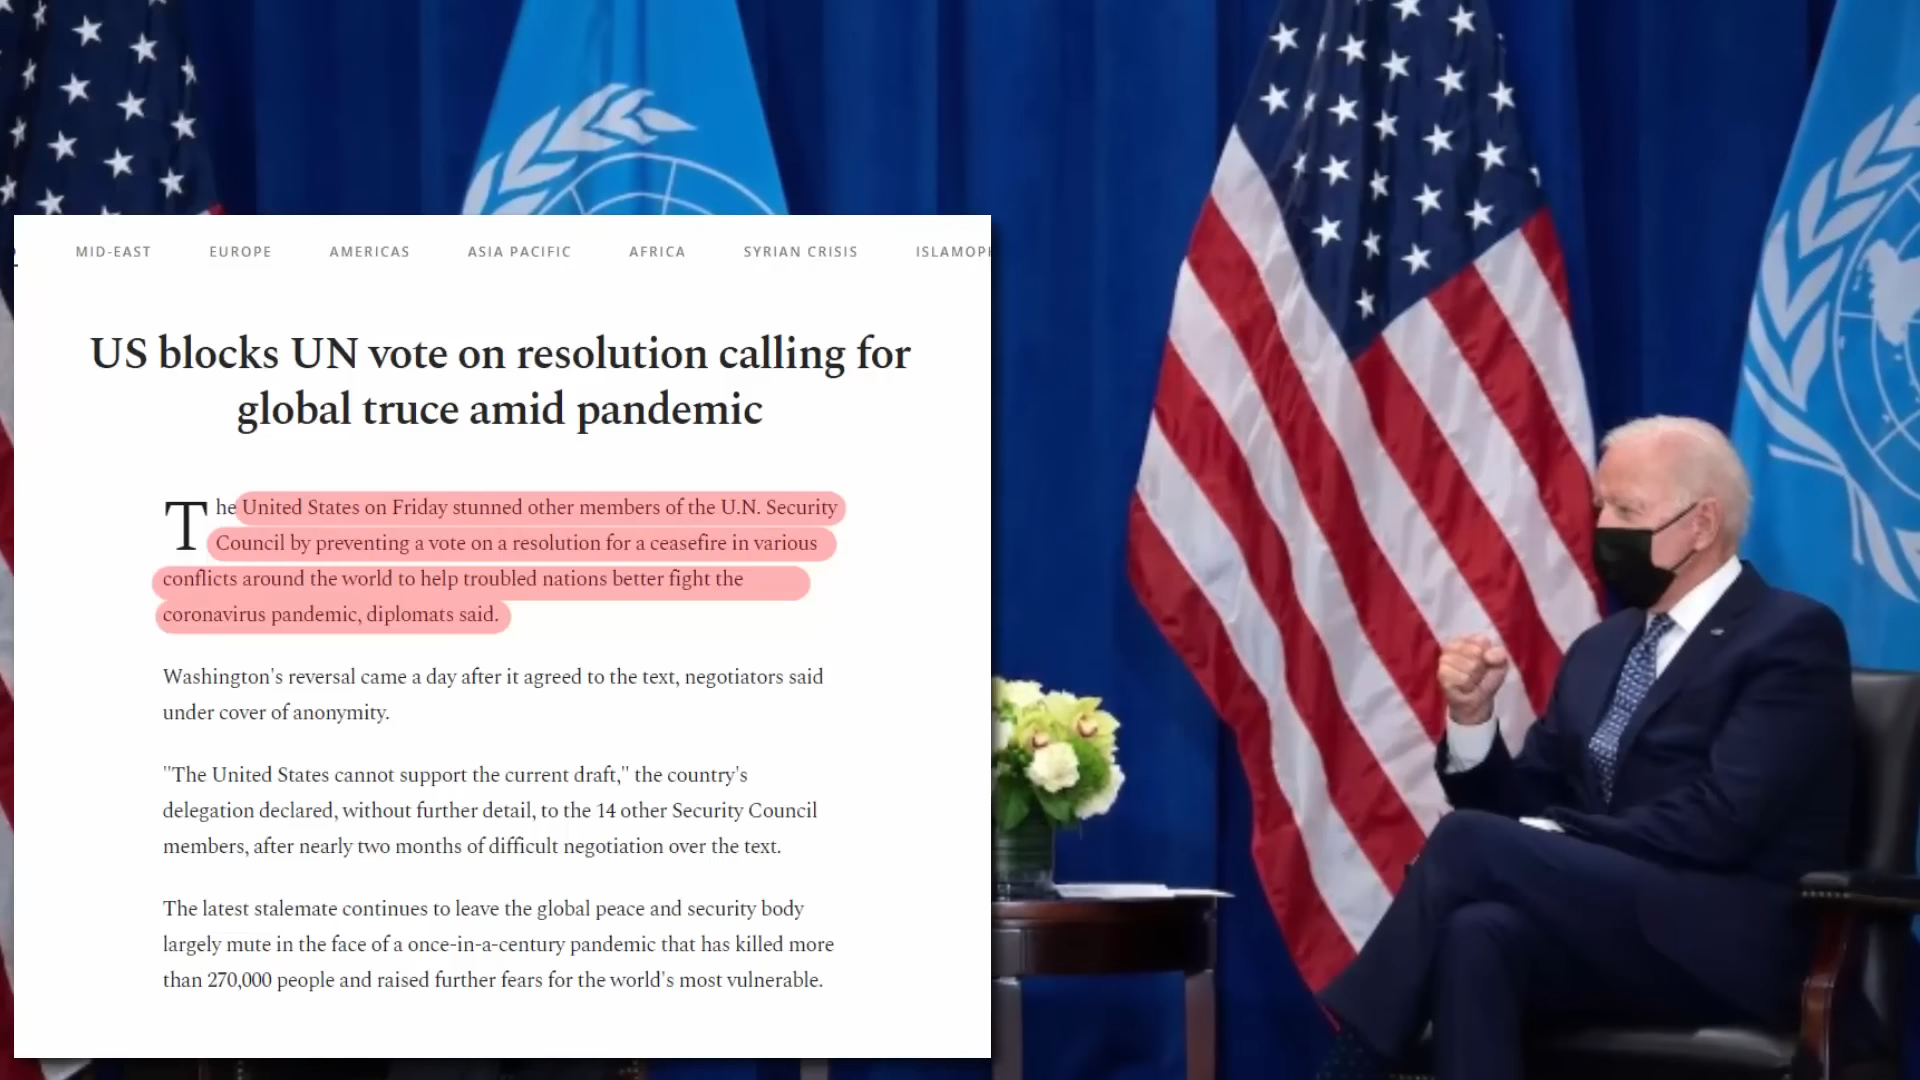 MID-EAST EUROPE AMERICAS ASIA PACIFIC AFRICA SYRIAN CRISIS
US blocks UN vote on resolution calling for
global truce amid pandemic
The United States on Friday stunned other members of the U.N. Security
Council by preventing a vote on a resolution for a ceasefire in various
conflicts around the world to help troubled nations better fight the
coronavirus pandemic, diplomats said.
Washington's reversal came a day after it agreed to the text, negotiators said
under cover of anonymity.
"The United States cannot support the current draft," the country's
delegation declared, without further detail, to the 14 other Security Council
members, after nearly two months of difficult negotiation over the text.
The latest stalemate continues to leave the global peace and security body
largely mute in the face of a once-in-a-century pandemic that has killed more
than 270,000 people and raised further fears for the world's most vulnerable.